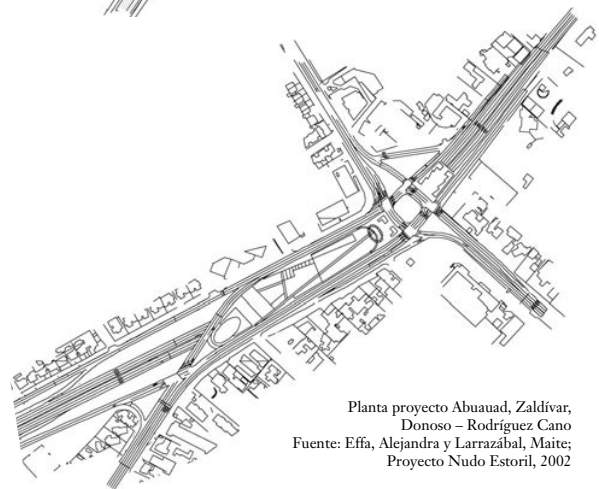 Planta proyecto Abuauad, Zaldívar,
Donoso – Rodríguez Cano
Fuente: Effa, Alejandra y Larrazábal, Maite;
Proyecto Nudo Estoril, 2002